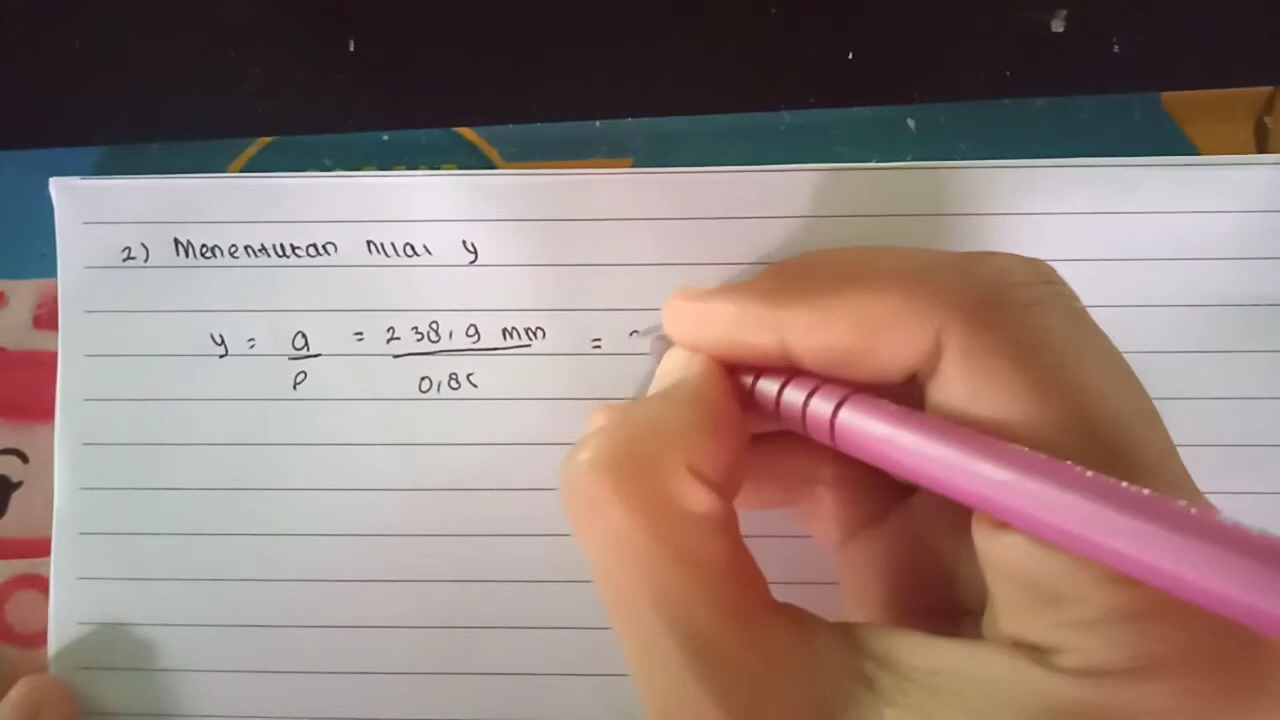 2) Menentukan nilai y
y = a = 238,9 mm =
p 0,85